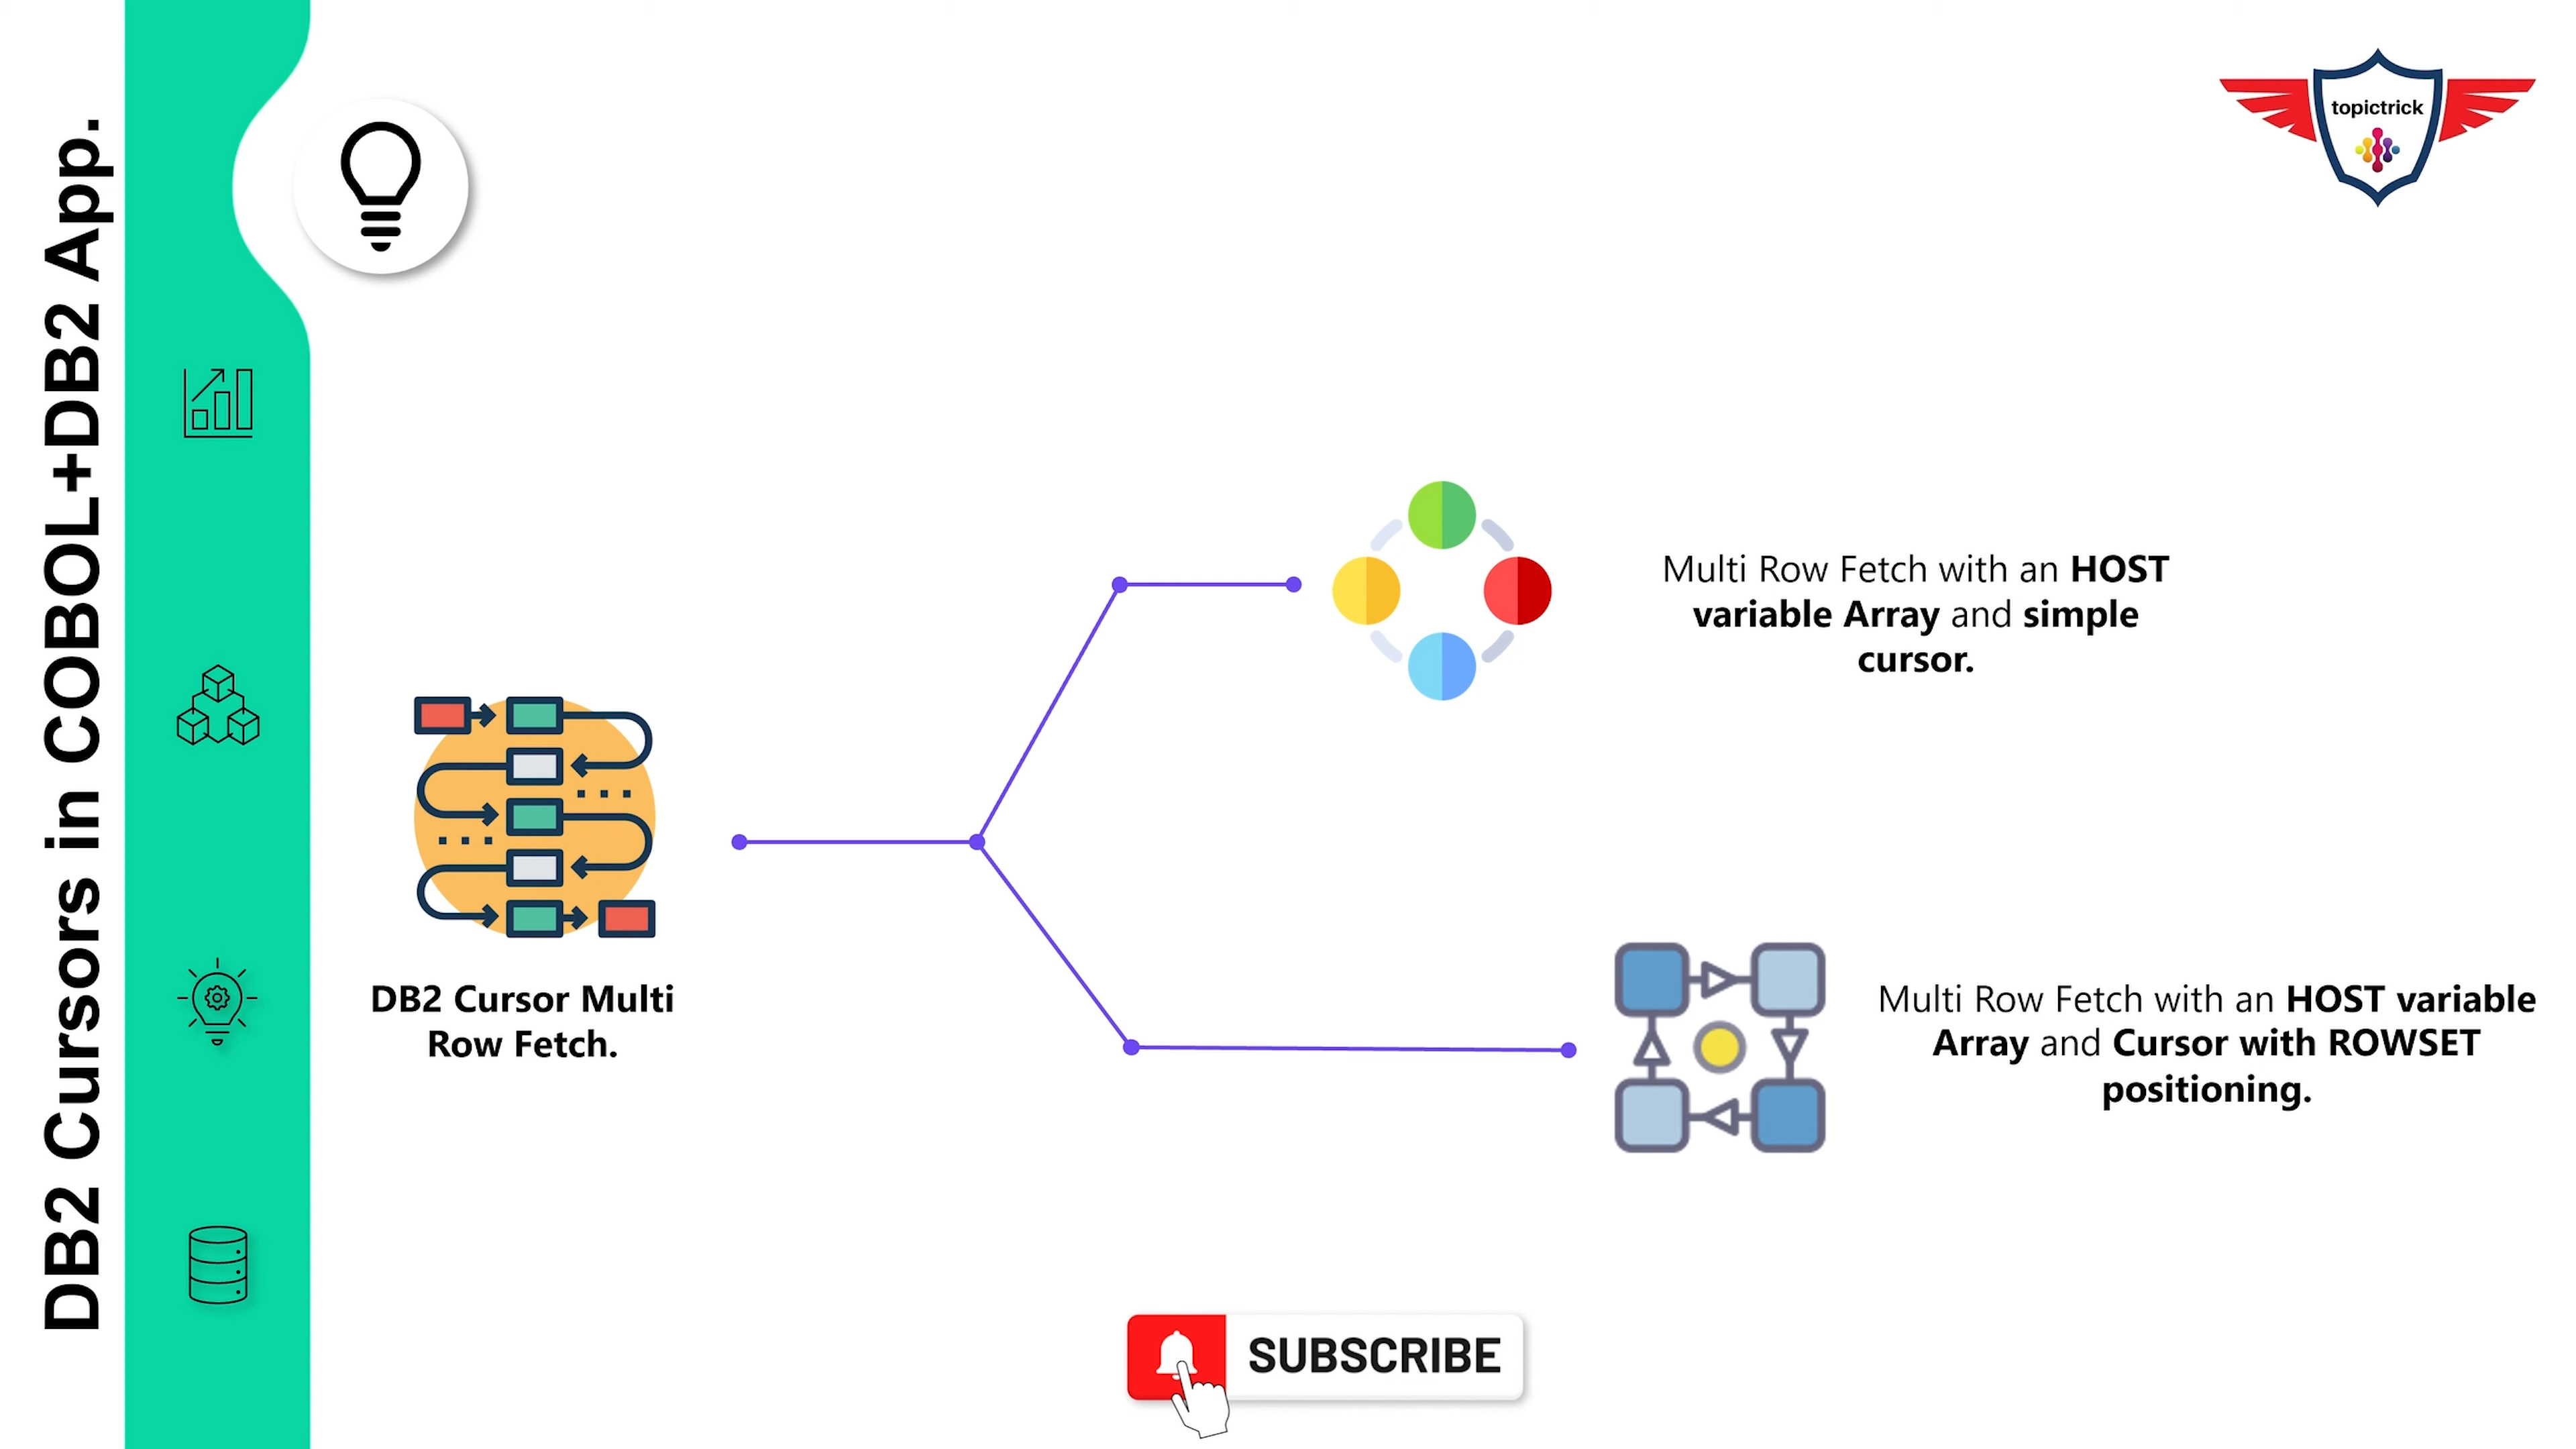 DB2 Cursors in COBOL+DB2 App.
topictrick
Multi Row Fetch with an HOST
variable Array and simple
cursor.
DB2 Cursor Multi
Row Fetch.
Multi Row Fetch with an HOST variable
Array and Cursor with ROWSET
positioning.
SUBSCRIBE